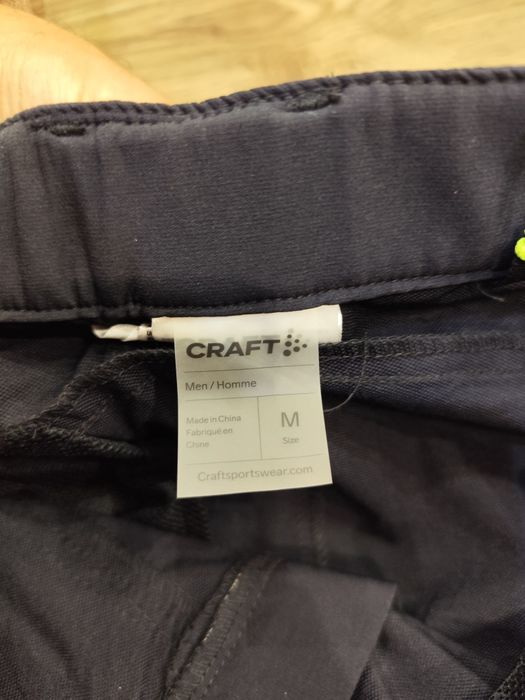 CRAFT
Men / Homme
Made in China
Fabriqué en
Chine
M
Size
Craftsportswear.com